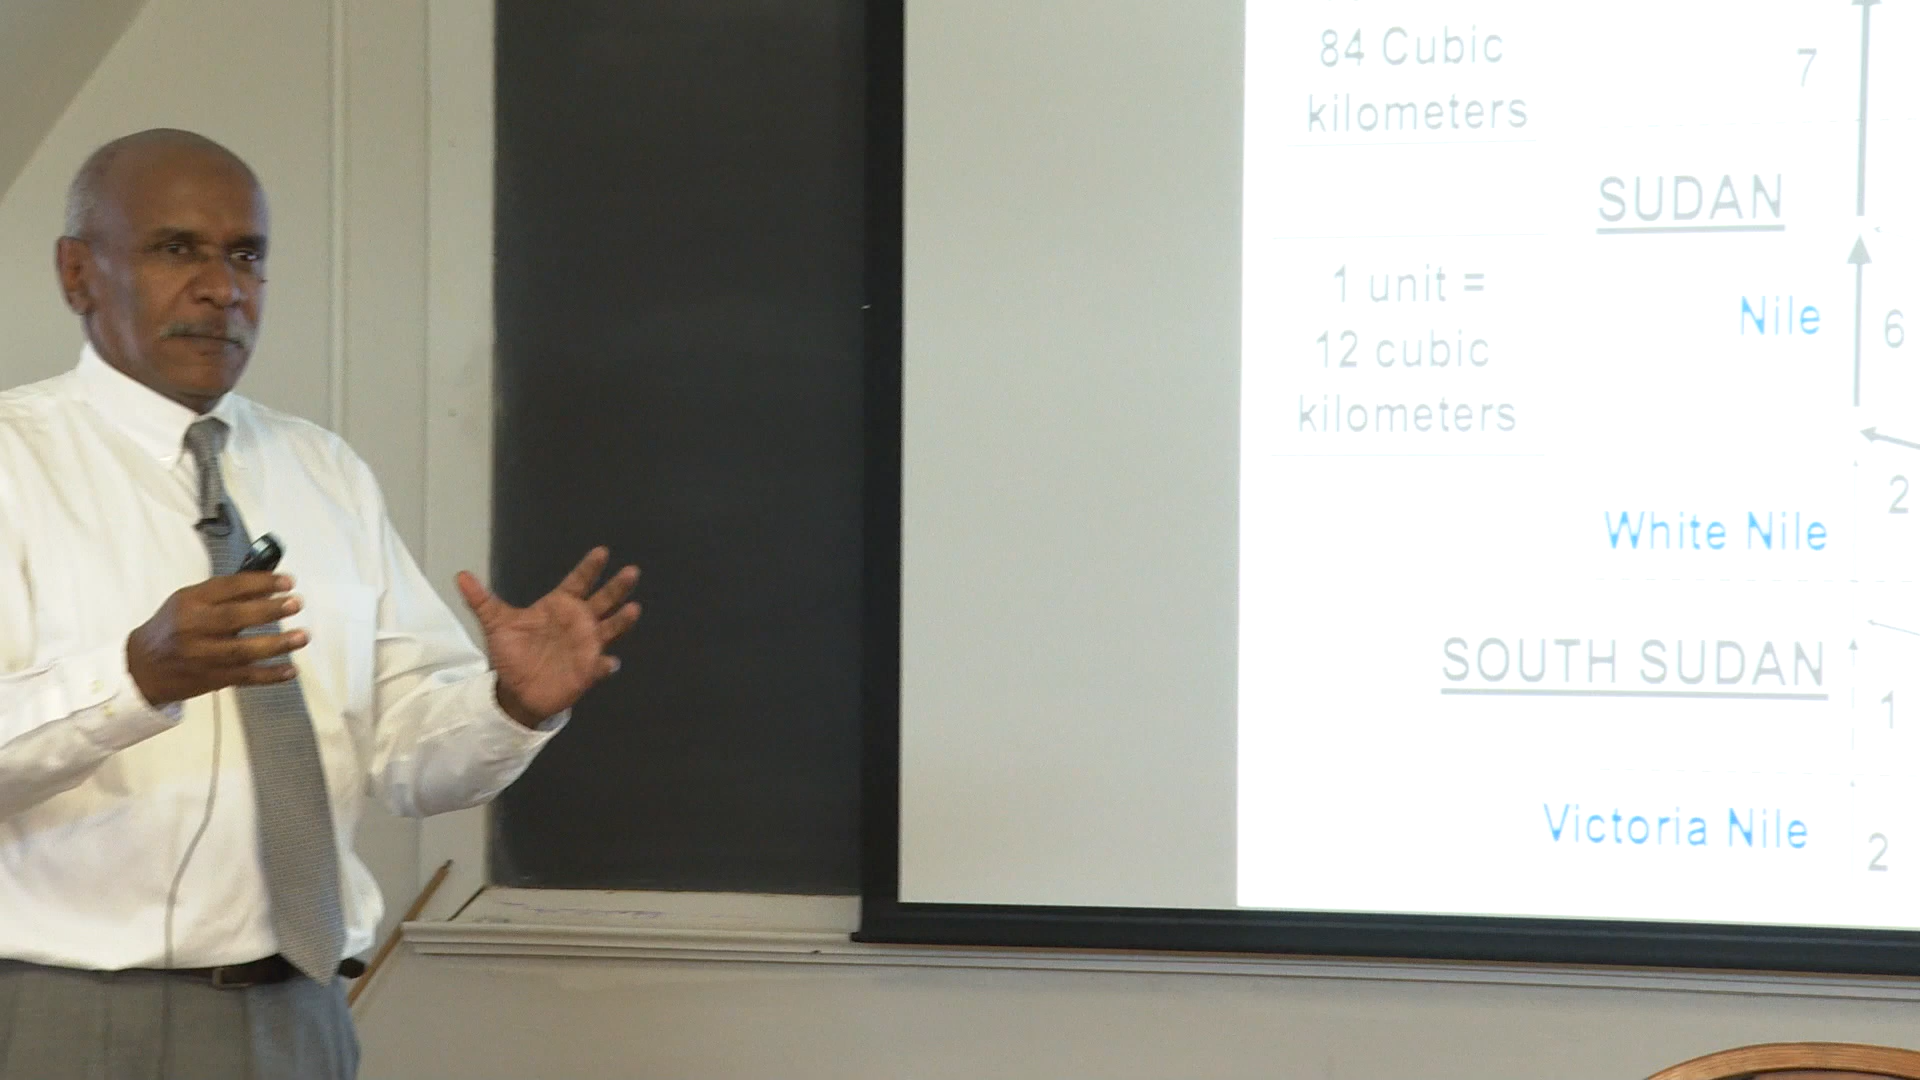 84 Cubic
kilometers
7
SUDAN
1 unit =
12 cubic
kilometers
Nile
6
2
White Nile
SOUTH SUDAN
1
Victoria Nile
2